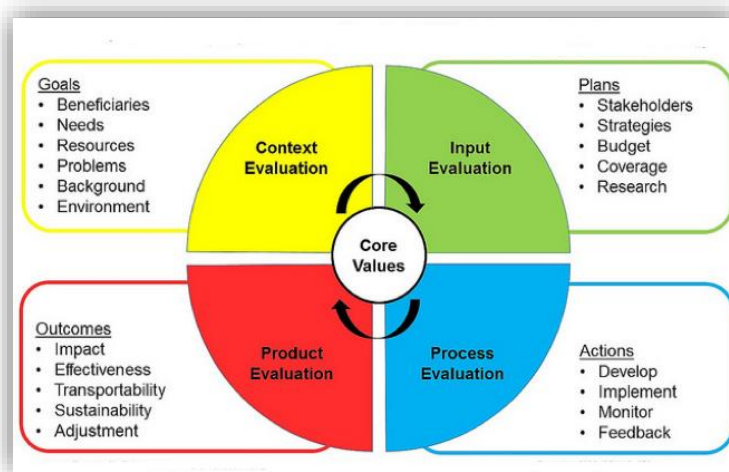 Goals
• Beneficiaries
• Needs
• Resources
• Problems
• Background
• Environment
Context
Evaluation
Input
Evaluation
Plans
• Stakeholders
• Strategies
• Budget
• Coverage
• Research
Core
Values
Outcomes
• Impact
• Effectiveness
• Transportability
• Sustainability
• Adjustment
Product
Evaluation
Process
Evaluation
Actions
• Develop
• Implement
• Monitor
• Feedback